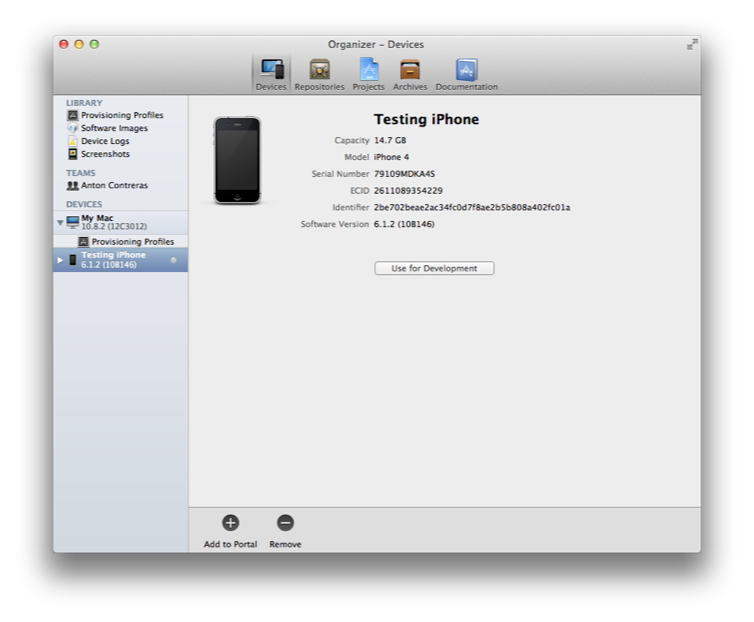 Organizer – Devices
Devices Repositories Projects Archives Documentation
LIBRARY
Provisioning Profiles
Software Images
Device Logs
Screenshots
TEAMS
Anton Contreras
DEVICES
My Mac
10.8.2 (12C3012)
Provisioning Profiles
Testing iPhone
6.1.2 (10B146)
Testing iPhone
Capacity 14.7 GB
Model iPhone 4
Serial Number 79109MDKA4S
ECID 2611089354229
Identifier 2be702beae2ac34fc0d7f8ae2b5b808a402fc01a
Software Version 6.1.2 (10B146)
Use for Development
Add to Portal Remove